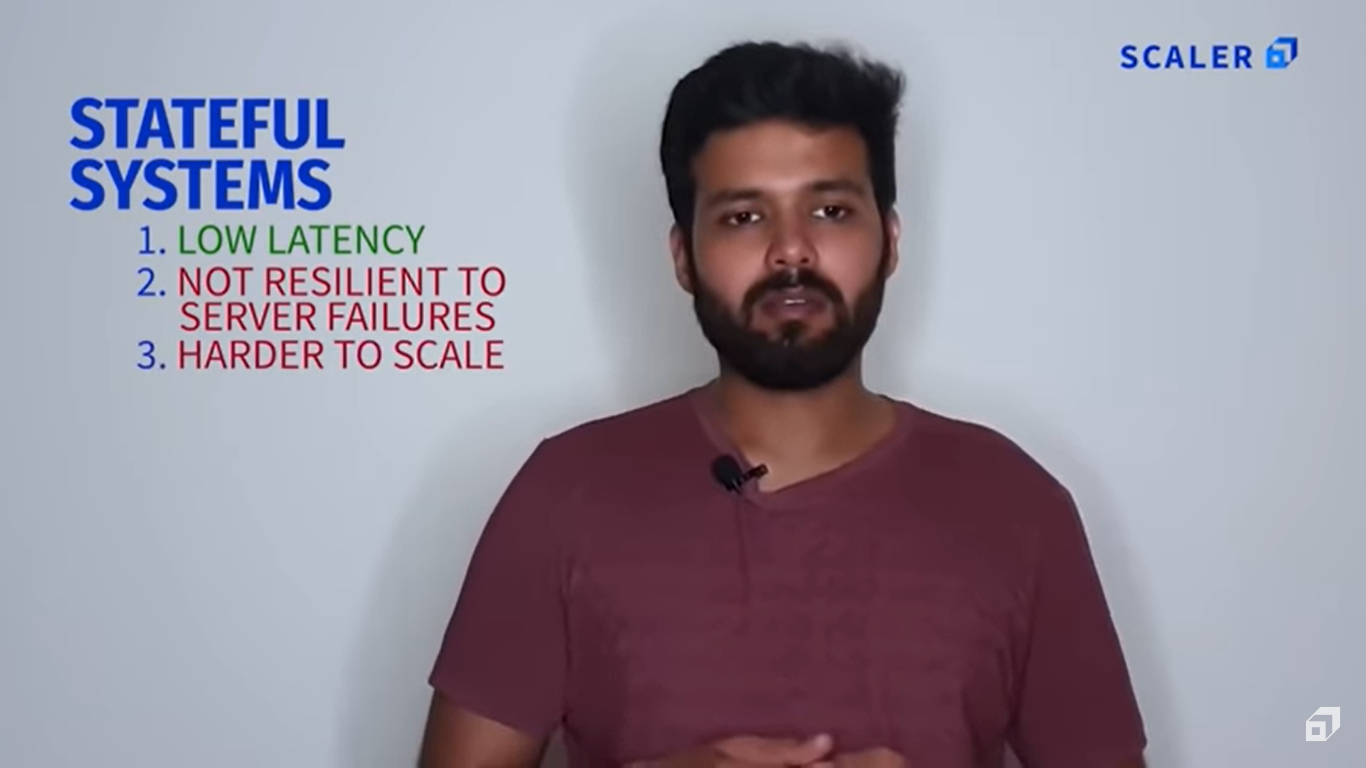 SCALER
STATEFUL
SYSTEMS
1. LOW LATENCY
2. NOT RESILIENT TO
SERVER FAILURES
3. HARDER TO SCALE